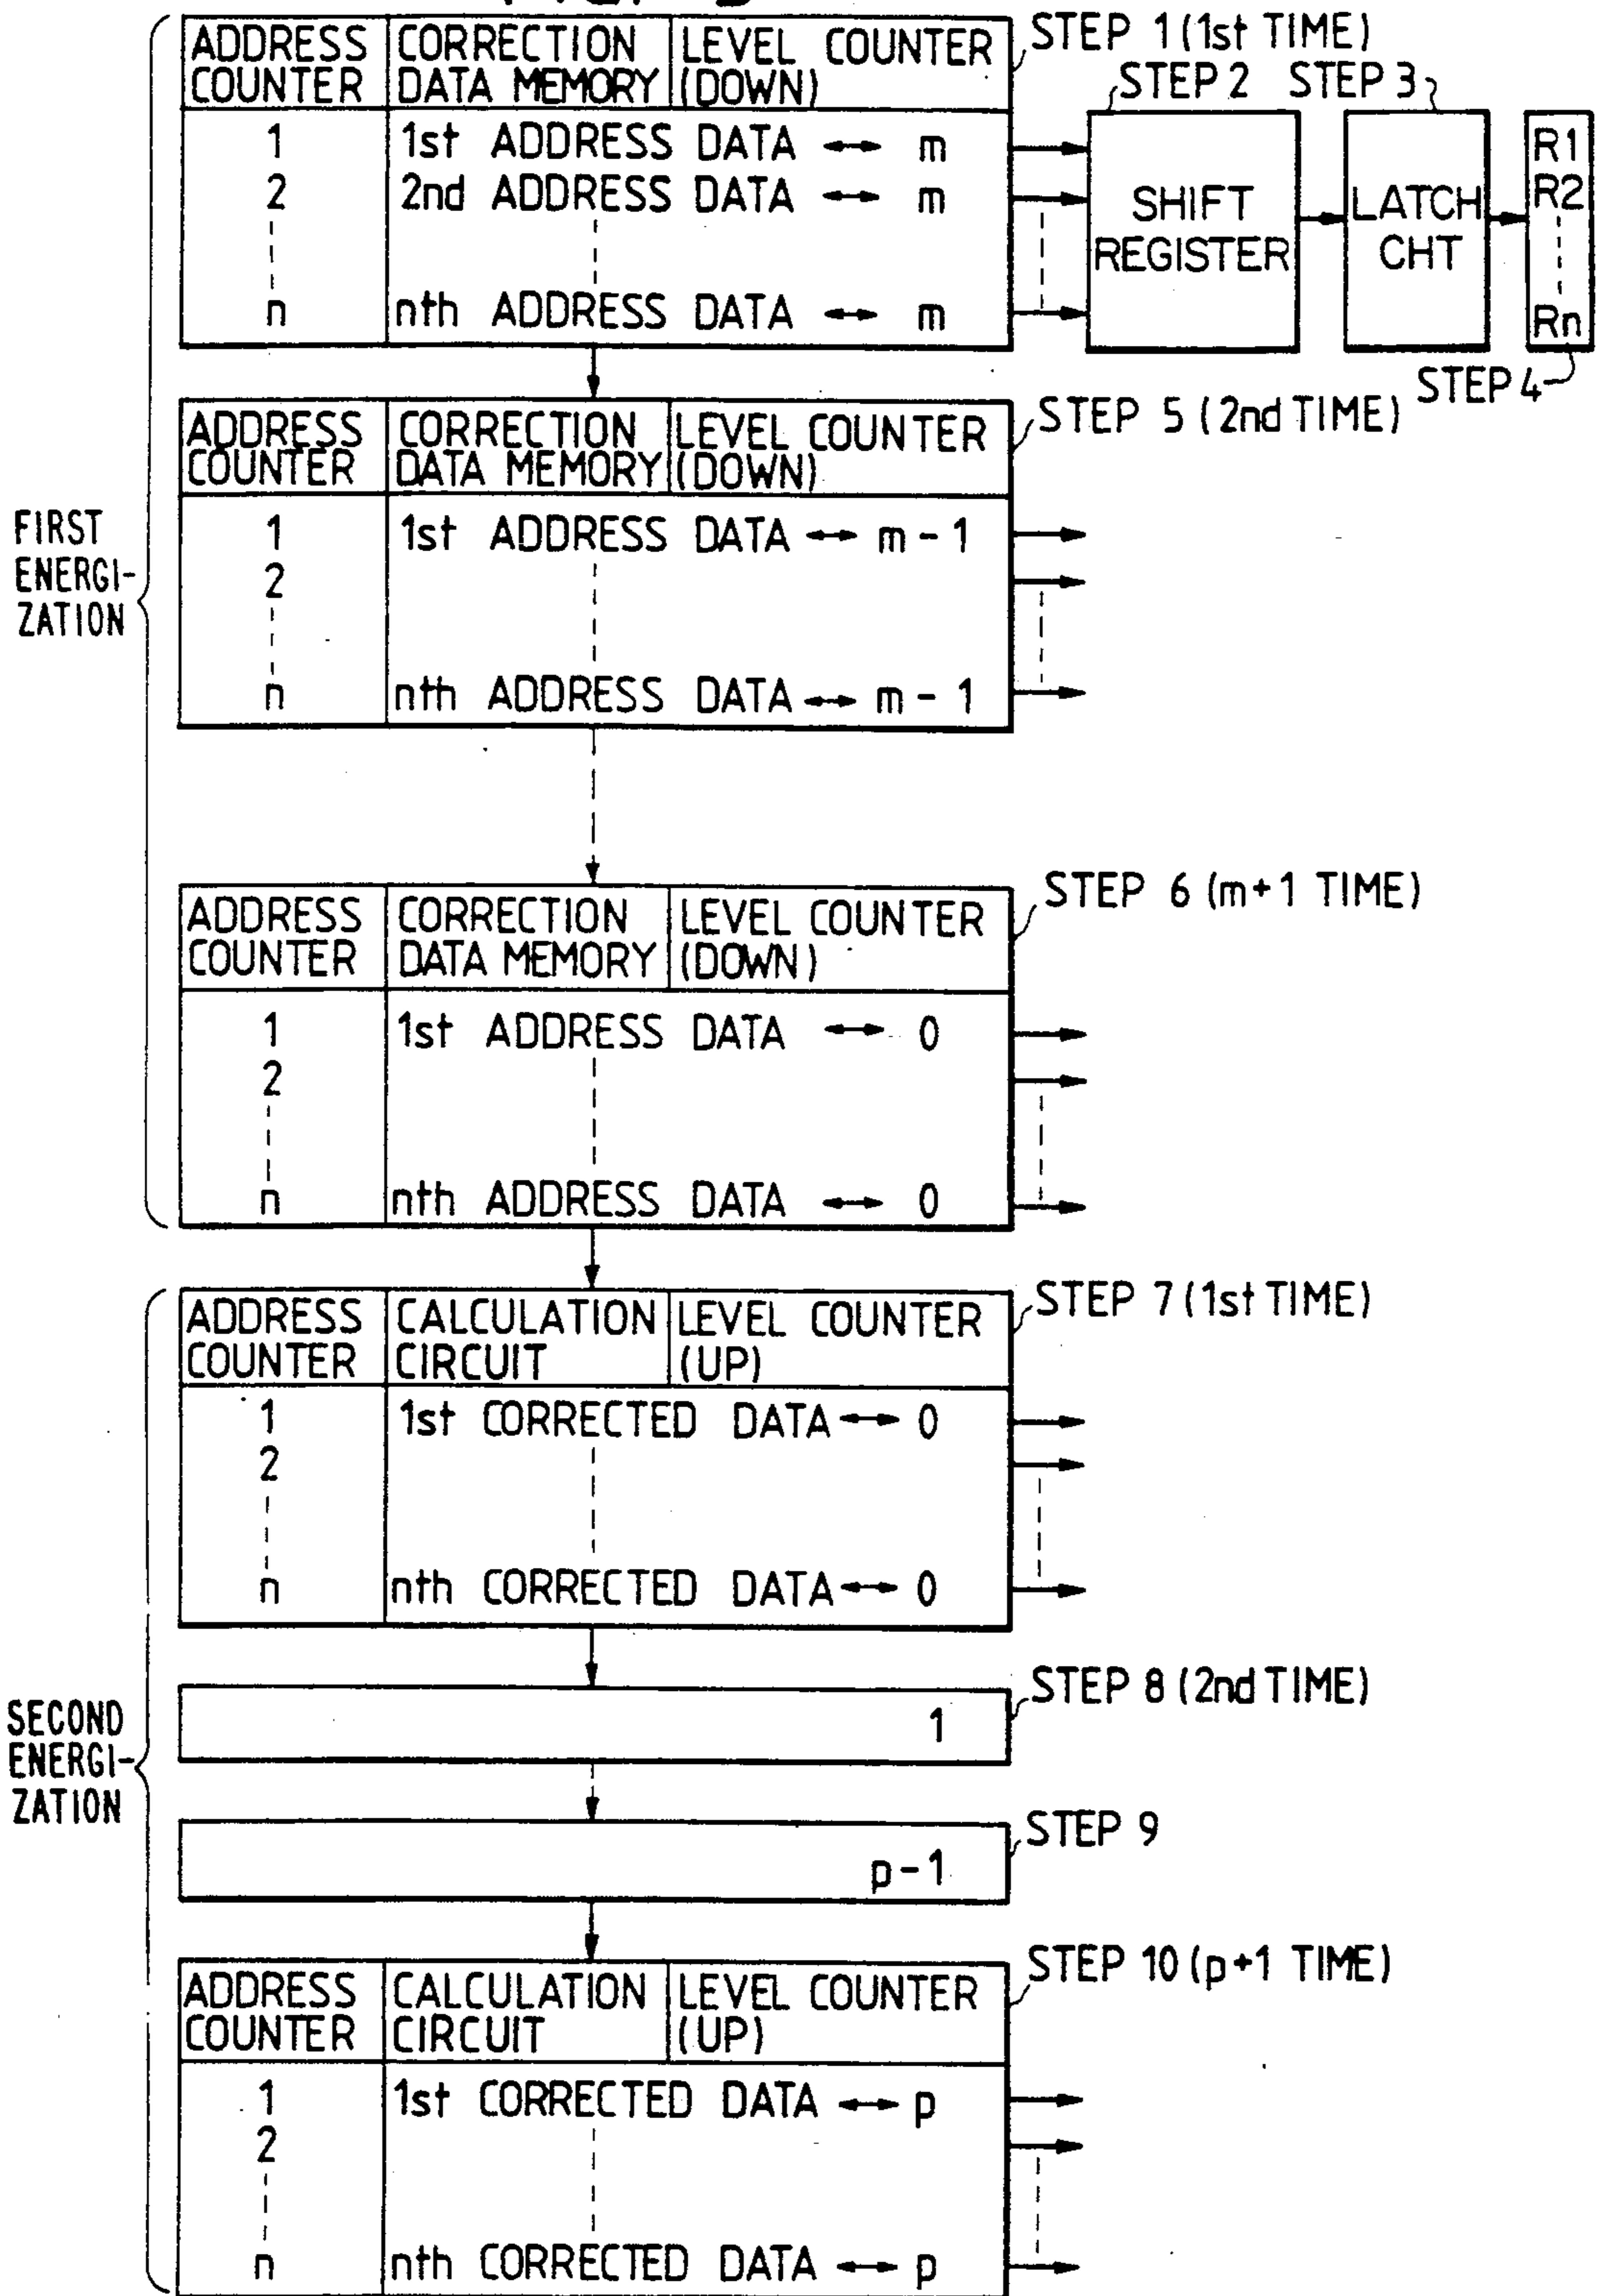 ADDRESS COUNTER CORRECTION DATA MEMORY LEVEL COUNTER (DOWN) STEP 1 (1st TIME)
STEP 2 STEP 3
1 1st ADDRESS DATA ↔ m
2 2nd ADDRESS DATA ↔ m
n nth ADDRESS DATA ↔ m
SHIFT REGISTER
LATCH CHT
R1
R2
Rn
STEP 4
FIRST ENERGI-ZATION
ADDRESS COUNTER CORRECTION DATA MEMORY LEVEL COUNTER (DOWN) STEP 5 (2nd TIME)
1 1st ADDRESS DATA ↔ m-1
2
n nth ADDRESS DATA ↔ m-1
ADDRESS COUNTER CORRECTION DATA MEMORY LEVEL COUNTER (DOWN) STEP 6 (m+1 TIME)
1 1st ADDRESS DATA ↔ 0
2
n nth ADDRESS DATA ↔ 0
SECOND ENERGI-ZATION
ADDRESS COUNTER CALCULATION CIRCUIT LEVEL COUNTER (UP) STEP 7 (1st TIME)
1 1st CORRECTED DATA ↔ 0
2
n nth CORRECTED DATA ↔ 0
1 STEP 8 (2nd TIME)
p-1 STEP 9
ADDRESS COUNTER CALCULATION CIRCUIT LEVEL COUNTER (UP) STEP 10 (p+1 TIME)
1 1st CORRECTED DATA ↔ p
2
n nth CORRECTED DATA ↔ p